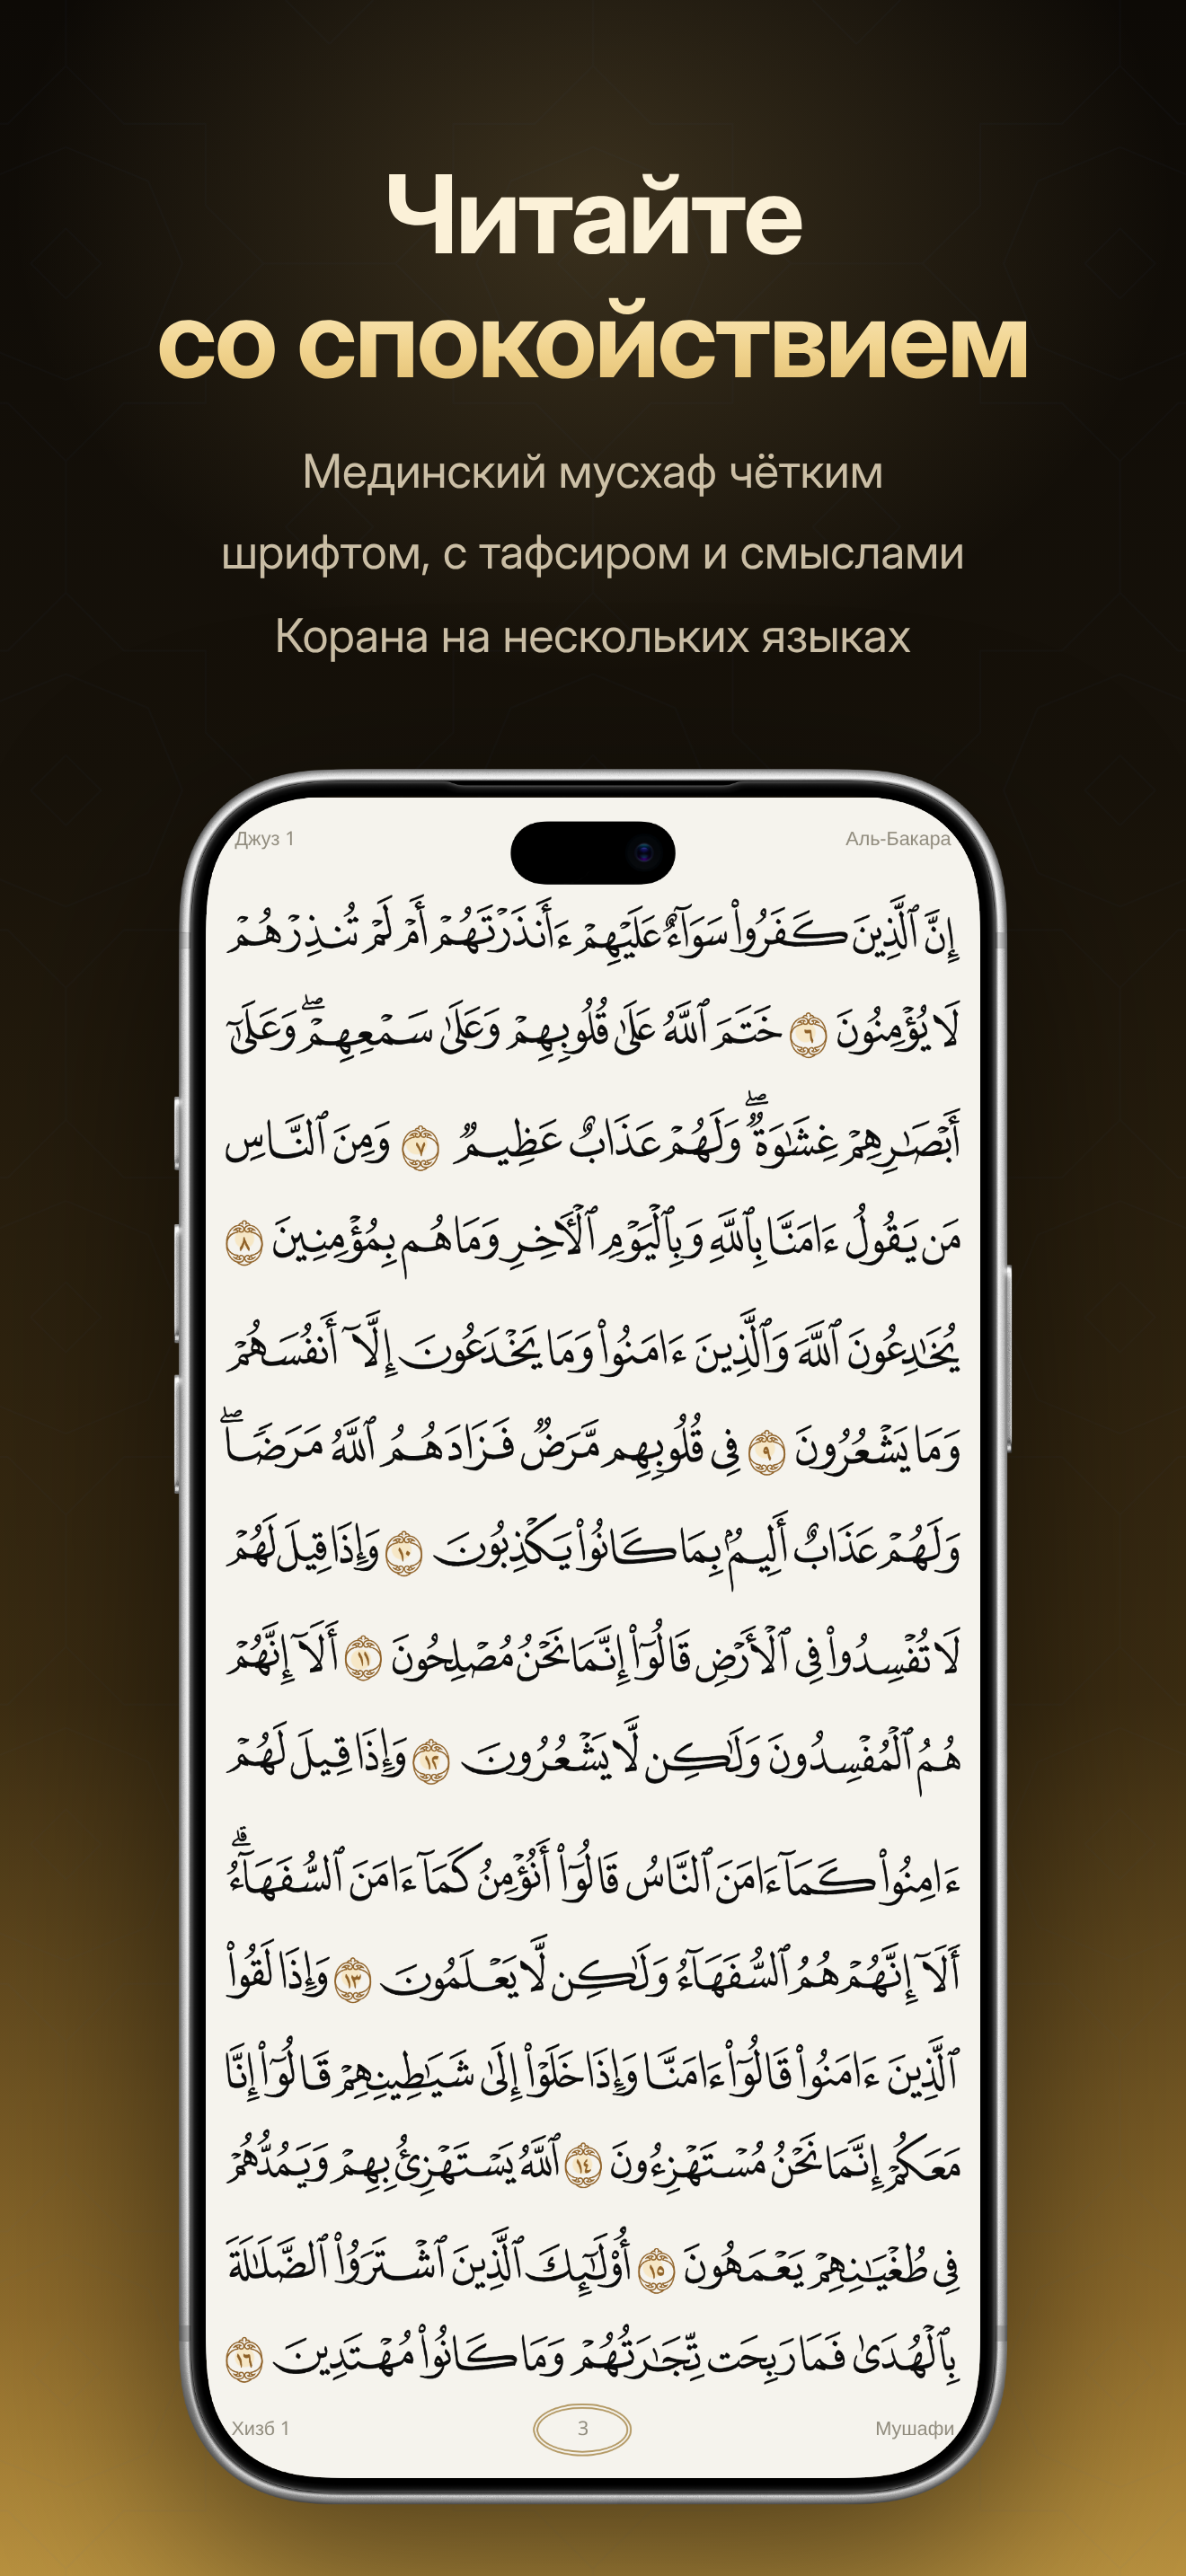 Читайте
со спокойствием
Мединский мусхаф чётким
шрифтом, с тафсиром и смыслами
Корана на нескольких языках
Джуз 1
Аль-Бакара
إِنَّ ٱلَّذِينَ كَفَرُوا۟ سَوَآءٌ عَلَيْهِمْ ءَأَنذَرْتَهُمْ أَمْ لَمْ تُنذِرْهُمْ
لَا يُؤْمِنُونَ ٦ خَتَمَ ٱللَّهُ عَلَىٰ قُلُوبِهِمْ وَعَلَىٰ سَمْعِهِمْ ۖ وَعَلَىٰٓ
أَبْصَـٰرِهِمْ غِشَـٰوَةٌ ۖ وَلَهُمْ عَذَابٌ عَظِيمٌ ٧ وَمِنَ ٱلنَّاسِ
مَن يَقُولُ ءَامَنَّا بِٱللَّهِ وَبِٱلْيَوْمِ ٱلْـَٔاخِرِ وَمَا هُم بِمُؤْمِنِينَ ٨
يُخَـٰدِعُونَ ٱللَّهَ وَٱلَّذِينَ ءَامَنُوا۟ وَمَا يَخْدَعُونَ إِلَّآ أَنفُسَهُمْ
وَمَا يَشْعُرُونَ ٩ فِى قُلُوبِهِم مَّرَضٌ فَزَادَهُمُ ٱللَّهُ مَرَضًا ۖ
وَلَهُمْ عَذَابٌ أَلِيمٌۢ بِمَا كَانُوا۟ يَكْذِبُونَ ١٠ وَإِذَا قِيلَ لَهُمْ
لَا تُفْسِدُوا۟ فِى ٱلْأَرْضِ قَالُوٓا۟ إِنَّمَا نَحْنُ مُصْلِحُونَ ١١ أَلَآ إِنَّهُمْ
هُمُ ٱلْمُفْسِدُونَ وَلَـٰكِن لَّا يَشْعُرُونَ ١٢ وَإِذَا قِيلَ لَهُمْ
ءَامِنُوا۟ كَمَآ ءَامَنَ ٱلنَّاسُ قَالُوٓا۟ أَنُؤْمِنُ كَمَآ ءَامَنَ ٱلسُّفَهَآءُ ۗ
أَلَآ إِنَّهُمْ هُمُ ٱلسُّفَهَآءُ وَلَـٰكِن لَّا يَعْلَمُونَ ١٣ وَإِذَا لَقُوا۟
ٱلَّذِينَ ءَامَنُوا۟ قَالُوٓا۟ ءَامَنَّا وَإِذَا خَلَوْا۟ إِلَىٰ شَيَـٰطِينِهِمْ قَالُوٓا۟ إِنَّا
مَعَكُمْ إِنَّمَا نَحْنُ مُسْتَهْزِءُونَ ١٤ ٱللَّهُ يَسْتَهْزِئُ بِهِمْ وَيَمُدُّهُمْ
فِى طُغْيَـٰنِهِمْ يَعْمَهُونَ ١٥ أُو۟لَـٰٓئِكَ ٱلَّذِينَ ٱشْتَرَوُا۟ ٱلضَّلَـٰلَةَ
بِٱلْهُدَىٰ فَمَا رَبِحَت تِّجَـٰرَتُهُمْ وَمَا كَانُوا۟ مُهْتَدِينَ ١٦
Хизб 1
3
Мушафи